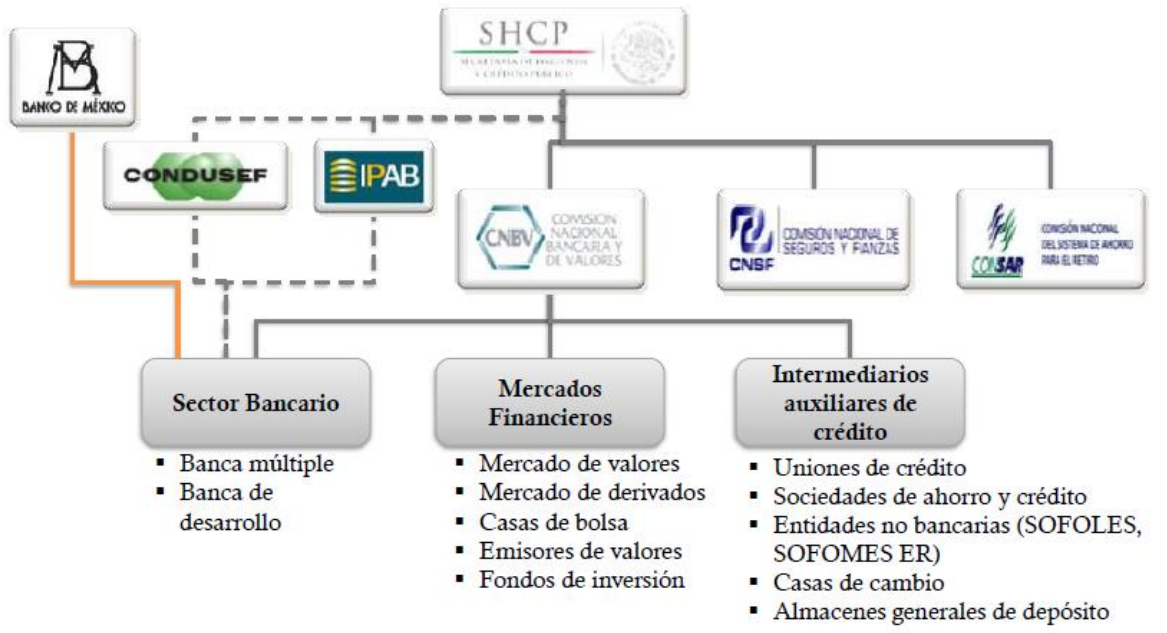 SHCP
SECRETARÍA DE HACIENDA
Y CRÉDITO PÚBLICO
BANCO DE MÉXICO
CONDUSEF
IPAB
CNBV
COMISIÓN
NACIONAL
BANCARIA Y
DE VALORES
CNSF
COMISIÓN NACIONAL DE
SEGUROS Y FIANZAS
CONSAR
COMISIÓN NACIONAL
DEL SISTEMA DE AHORRO
PARA EL RETIRO
Sector Bancario
▪ Banca múltiple
▪ Banca de
desarrollo
Mercados
Financieros
▪ Mercado de valores
▪ Mercado de derivados
▪ Casas de bolsa
▪ Emisores de valores
▪ Fondos de inversión
Intermediarios
auxiliares de
crédito
▪ Uniones de crédito
▪ Sociedades de ahorro y crédito
▪ Entidades no bancarias (SOFOLES,
SOFOMES ER)
▪ Casas de cambio
▪ Almacenes generales de depósito